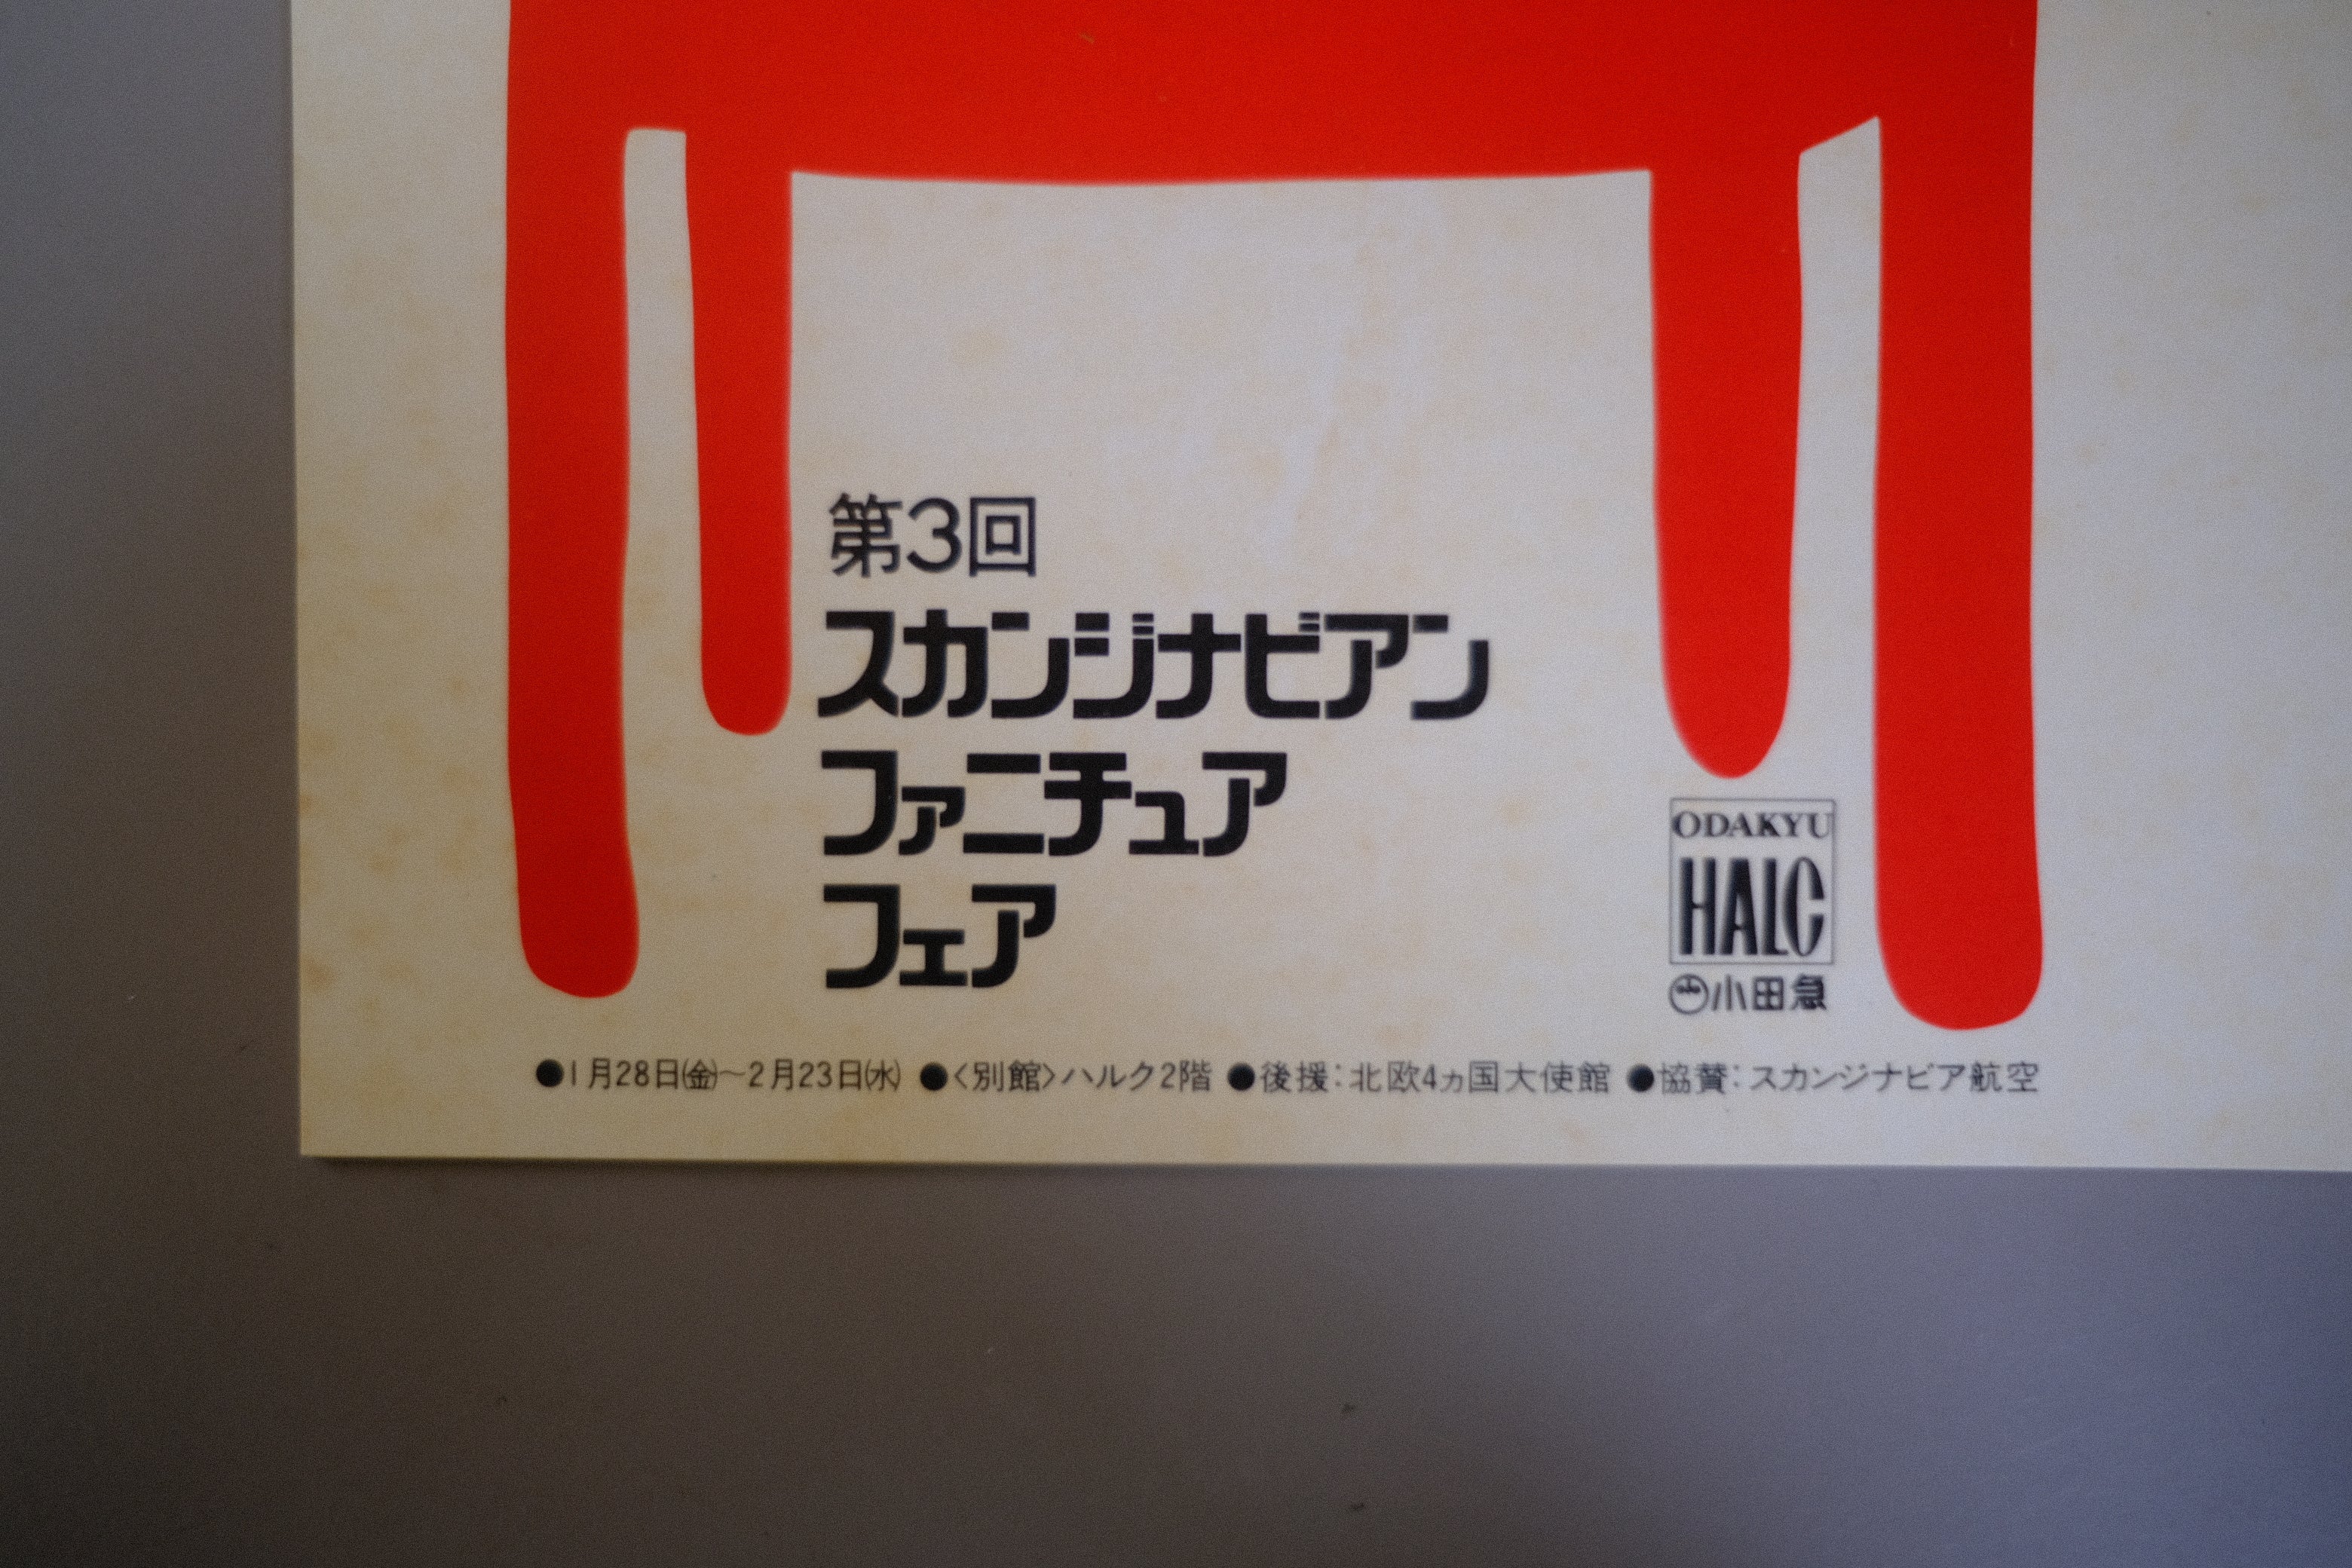 第3回
スカンジナビアン
ファニチュア
フェア
ODAKYU
HALC
小田急
●1月28日㈮〜2月23日㈬ ●〈別館〉ハルク2階 ●後援：北欧4ヵ国大使館 ●協賛：スカンジナビア航空